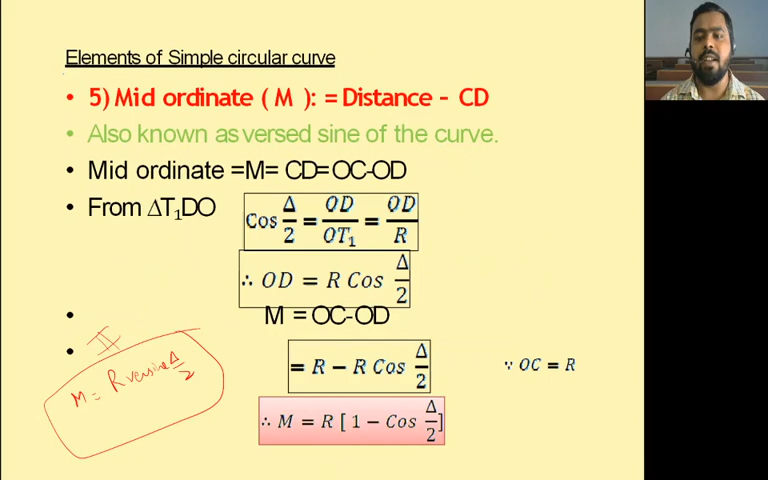 Elements of Simple circular curve
• 5) Mid ordinate ( M ): = Distance – CD
• Also known as versed sine of the curve.
• Mid ordinate =M= CD=OC-OD
• From ∆T₁DO
Cos Δ/2 = OD/OT₁ = OD/R
∴ OD = R Cos Δ/2
• M = OC-OD
•
= R − R Cos Δ/2 ∵ OC = R
∴ M = R [ 1 − Cos Δ/2]
II
M = R versine Δ/2